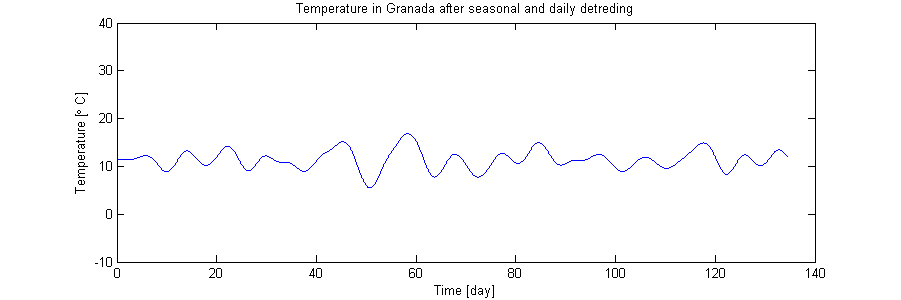 Temperature in Granada after seasonal and daily detreding
Temperature [° C]
40
30
20
10
0
-10
0 20 40 60 80 100 120 140
Time [day]